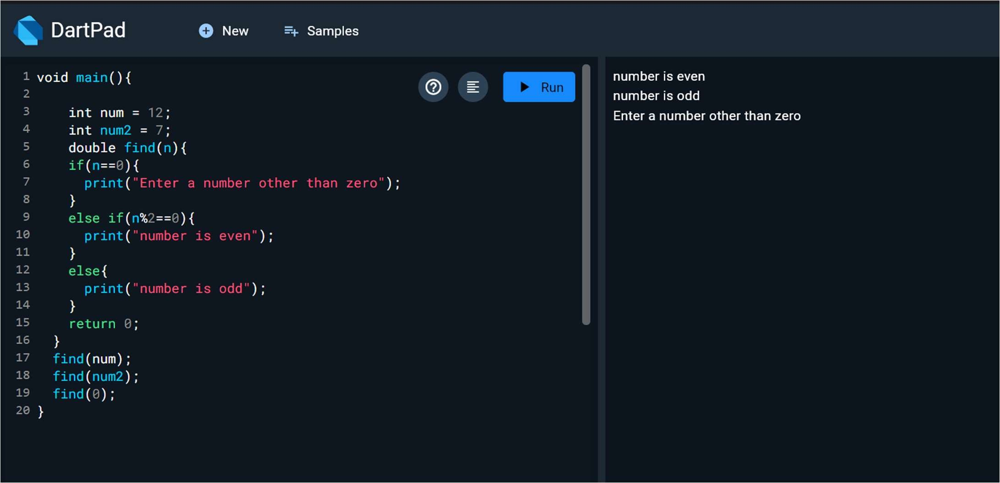 DartPad New Samples
1 void main(){
Run
2
3 int num = 12;
4 int num2 = 7;
5 double find(n){
6 if(n==0){
7 print("Enter a number other than zero");
8 }
9 else if(n%2==0){
10 print("number is even");
11 }
12 else{
13 print("number is odd");
14 }
15 return 0;
16 }
17 find(num);
18 find(num2);
19 find(0);
20 }
number is even
number is odd
Enter a number other than zero